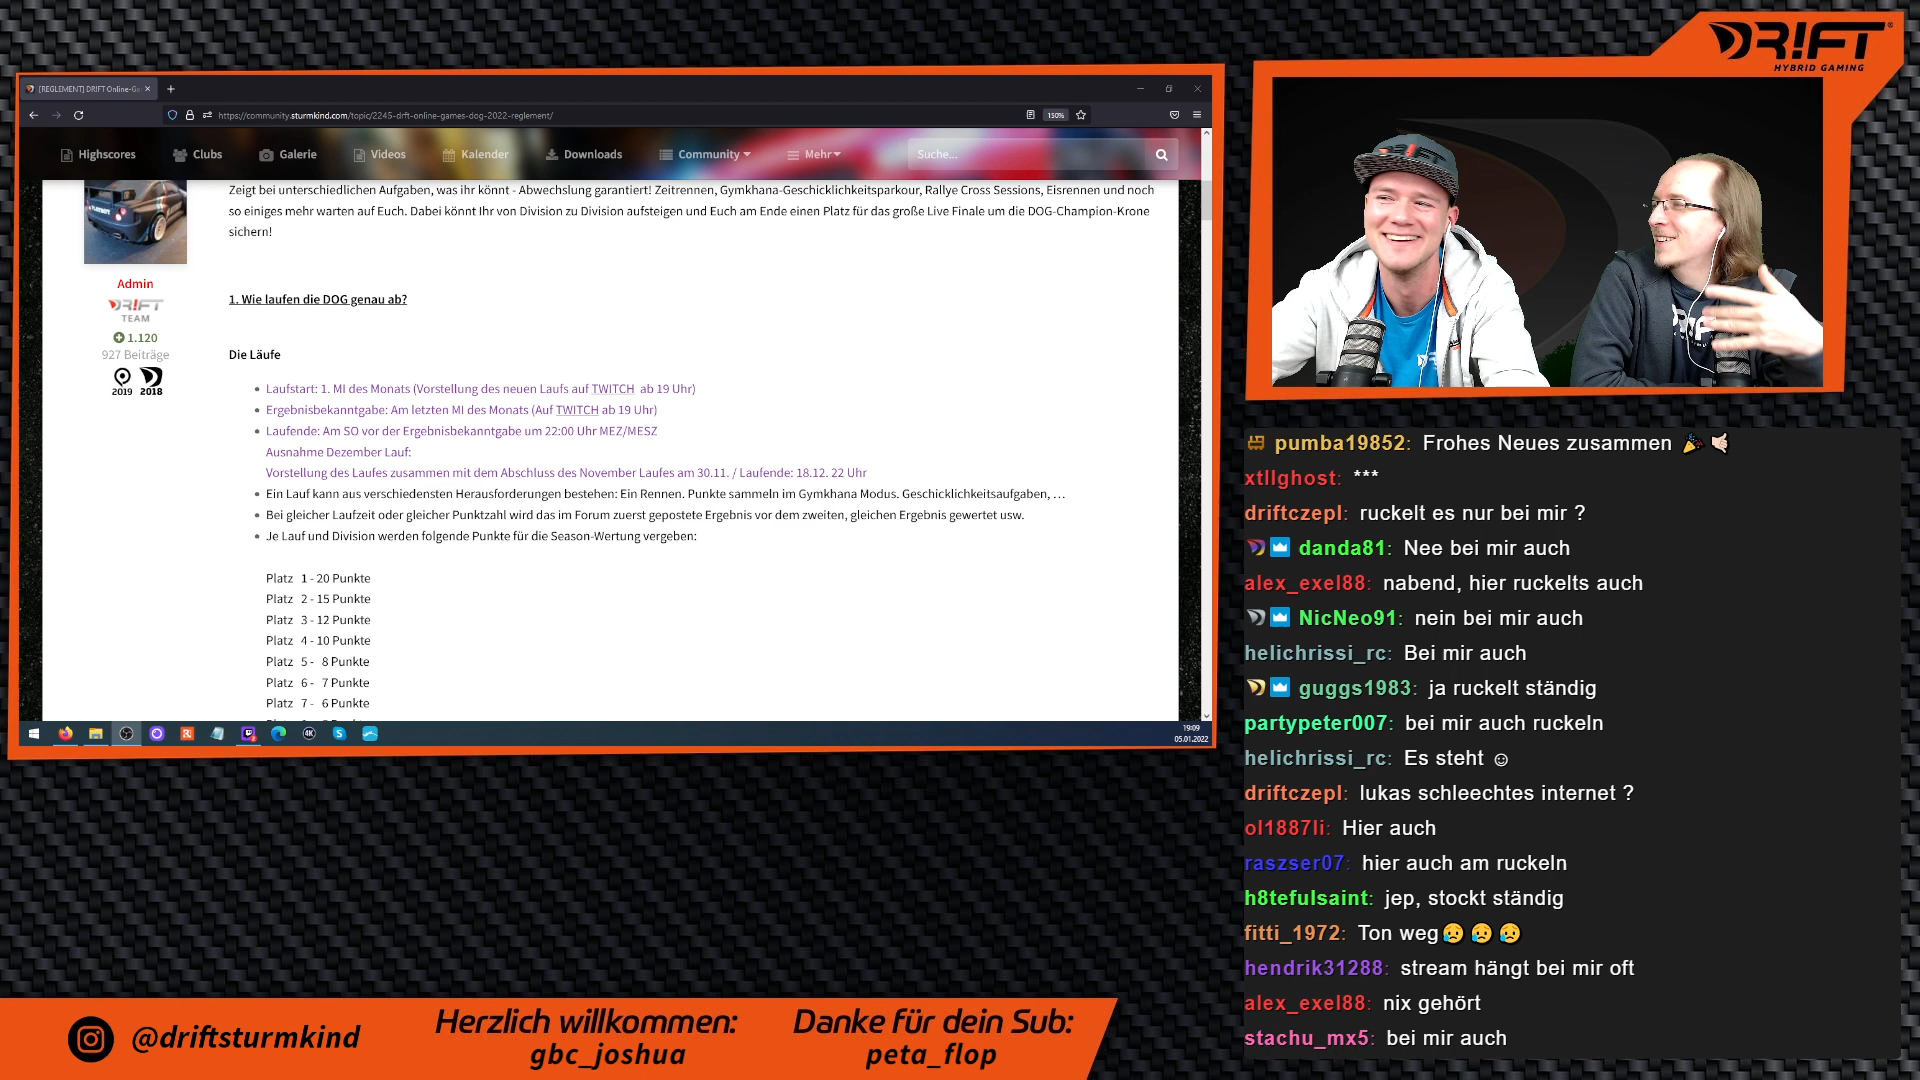 DR!FT
HYBRID GAMING
[REGLEMENT] DR!FT Online-Ga
https://community.sturmkind.com/topic/2245-drft-online-games-dog-2022-reglement/
150%
Highscores Clubs Galerie Videos Kalender Downloads Community Mehr Suche...
Zeigt bei unterschiedlichen Aufgaben, was ihr könnt - Abwechslung garantiert! Zeitrennen, Gymkhana-Geschicklichkeitsparkour, Rallye Cross Sessions, Eisrennen und noch
so einiges mehr warten auf Euch. Dabei könnt Ihr von Division zu Division aufsteigen und Euch am Ende einen Platz für das große Live Finale um die DOG-Champion-Krone
sichern!
Admin
DR!FT
TEAM
1.120
927 Beiträge
2019 2018
1. Wie laufen die DOG genau ab?
Die Läufe
Laufstart: 1. MI des Monats (Vorstellung des neuen Laufs auf TWITCH ab 19 Uhr)
Ergebnisbekanntgabe: Am letzten MI des Monats (Auf TWITCH ab 19 Uhr)
Laufende: Am SO vor der Ergebnisbekanntgabe um 22:00 Uhr MEZ/MESZ
Ausnahme Dezember Lauf:
Vorstellung des Laufes zusammen mit dem Abschluss des November Laufes am 30.11. / Laufende: 18.12. 22 Uhr
Ein Lauf kann aus verschiedensten Herausforderungen bestehen: Ein Rennen. Punkte sammeln im Gymkhana Modus. Geschicklichkeitsaufgaben, …
Bei gleicher Laufzeit oder gleicher Punktzahl wird das im Forum zuerst gepostete Ergebnis vor dem zweiten, gleichen Ergebnis gewertet usw.
Je Lauf und Division werden folgende Punkte für die Season-Wertung vergeben:
Platz 1 - 20 Punkte
Platz 2 - 15 Punkte
Platz 3 - 12 Punkte
Platz 4 - 10 Punkte
Platz 5 - 8 Punkte
Platz 6 - 7 Punkte
Platz 7 - 6 Punkte
19:09
05.01.2022
pumba19852: Frohes Neues zusammen 🎉 🤙🏻
xtllghost: ***
driftczepl: ruckelt es nur bei mir ?
danda81: Nee bei mir auch
alex_exel88: nabend, hier ruckelts auch
NicNeo91: nein bei mir auch
helichrissi_rc: Bei mir auch
guggs1983: ja ruckelt ständig
partypeter007: bei mir auch ruckeln
helichrissi_rc: Es steht ☺
driftczepl: lukas schleechtes internet ?
ol1887li: Hier auch
raszser07: hier auch am ruckeln
h8tefulsaint: jep, stockt ständig
fitti_1972: Ton weg😥 😥 😥
hendrik31288: stream hängt bei mir oft
alex_exel88: nix gehört
stachu_mx5: bei mir auch
@driftsturmkind
Herzlich willkommen:
gbc_joshua
Danke für dein Sub:
peta_flop